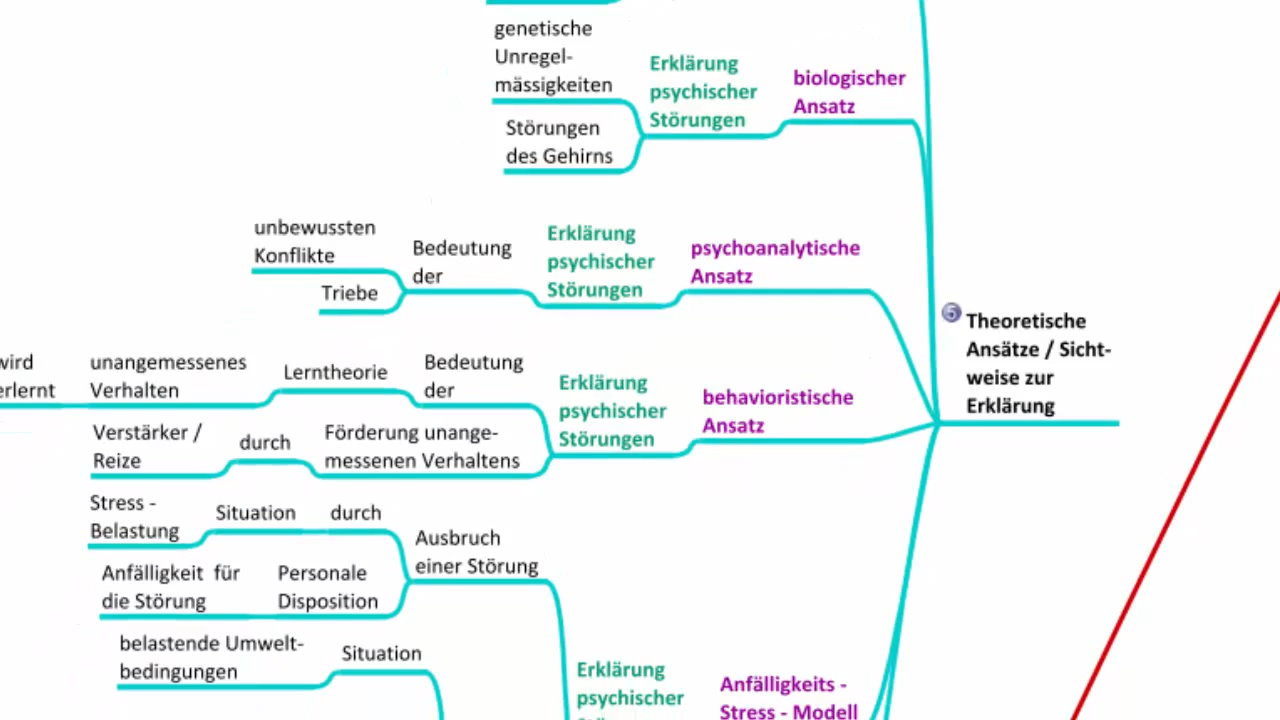 genetische
Unregel-
mässigkeiten
Störungen
des Gehirns
Erklärung
psychischer
Störungen
biologischer
Ansatz
unbewussten
Konflikte
Triebe
Bedeutung
der
Erklärung
psychischer
Störungen
psychoanalytische
Ansatz
5
Theoretische
Ansätze / Sicht-
weise zur
Erklärung
wird
erlernt
unangemessenes
Verhalten
Lerntheorie
Bedeutung
der
Verstärker /
Reize
durch
Förderung unange-
messenen Verhaltens
Erklärung
psychischer
Störungen
behavioristische
Ansatz
Stress -
Belastung
Situation
durch
Anfälligkeit für
die Störung
Personale
Disposition
Ausbruch
einer Störung
belastende Umwelt-
bedingungen
Situation
Erklärung
psychischer
Anfälligkeits -
Stress - Modell